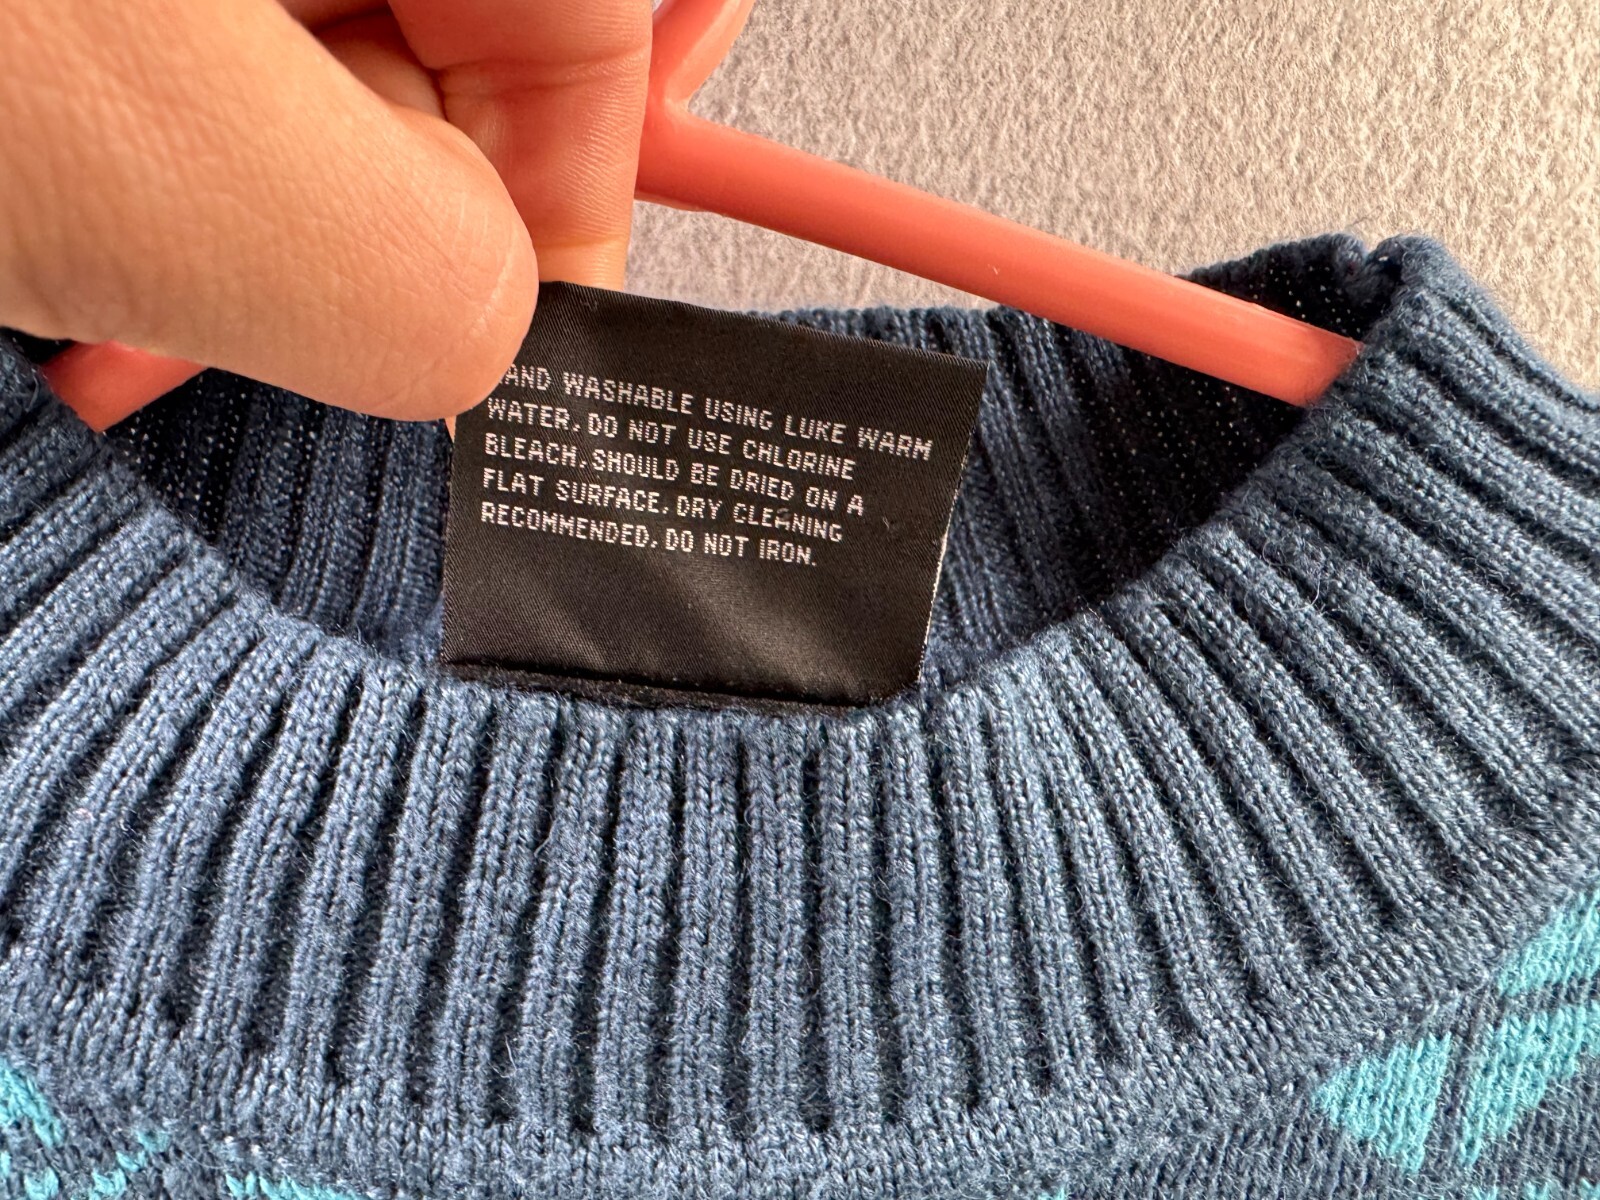 HAND WASHABLE USING LUKE WARM
WATER. DO NOT USE CHLORINE
BLEACH. SHOULD BE DRIED ON A
FLAT SURFACE. DRY CLEANING
RECOMMENDED. DO NOT IRON.